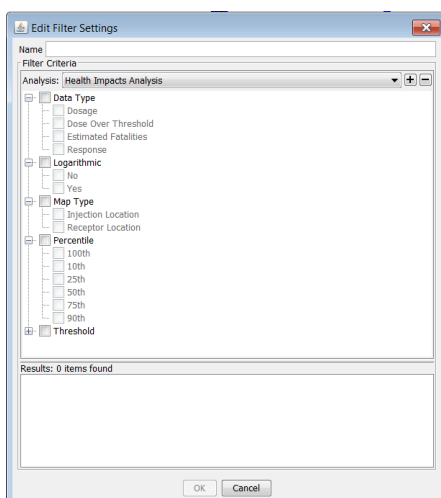 Edit Filter Settings
Name
Filter Criteria
Analysis: Health Impacts Analysis
Data Type
Dosage
Dose Over Threshold
Estimated Fatalities
Response
Logarithmic
No
Yes
Map Type
Injection Location
Receptor Location
Percentile
100th
10th
25th
50th
75th
90th
Threshold
Results: 0 items found
OK Cancel